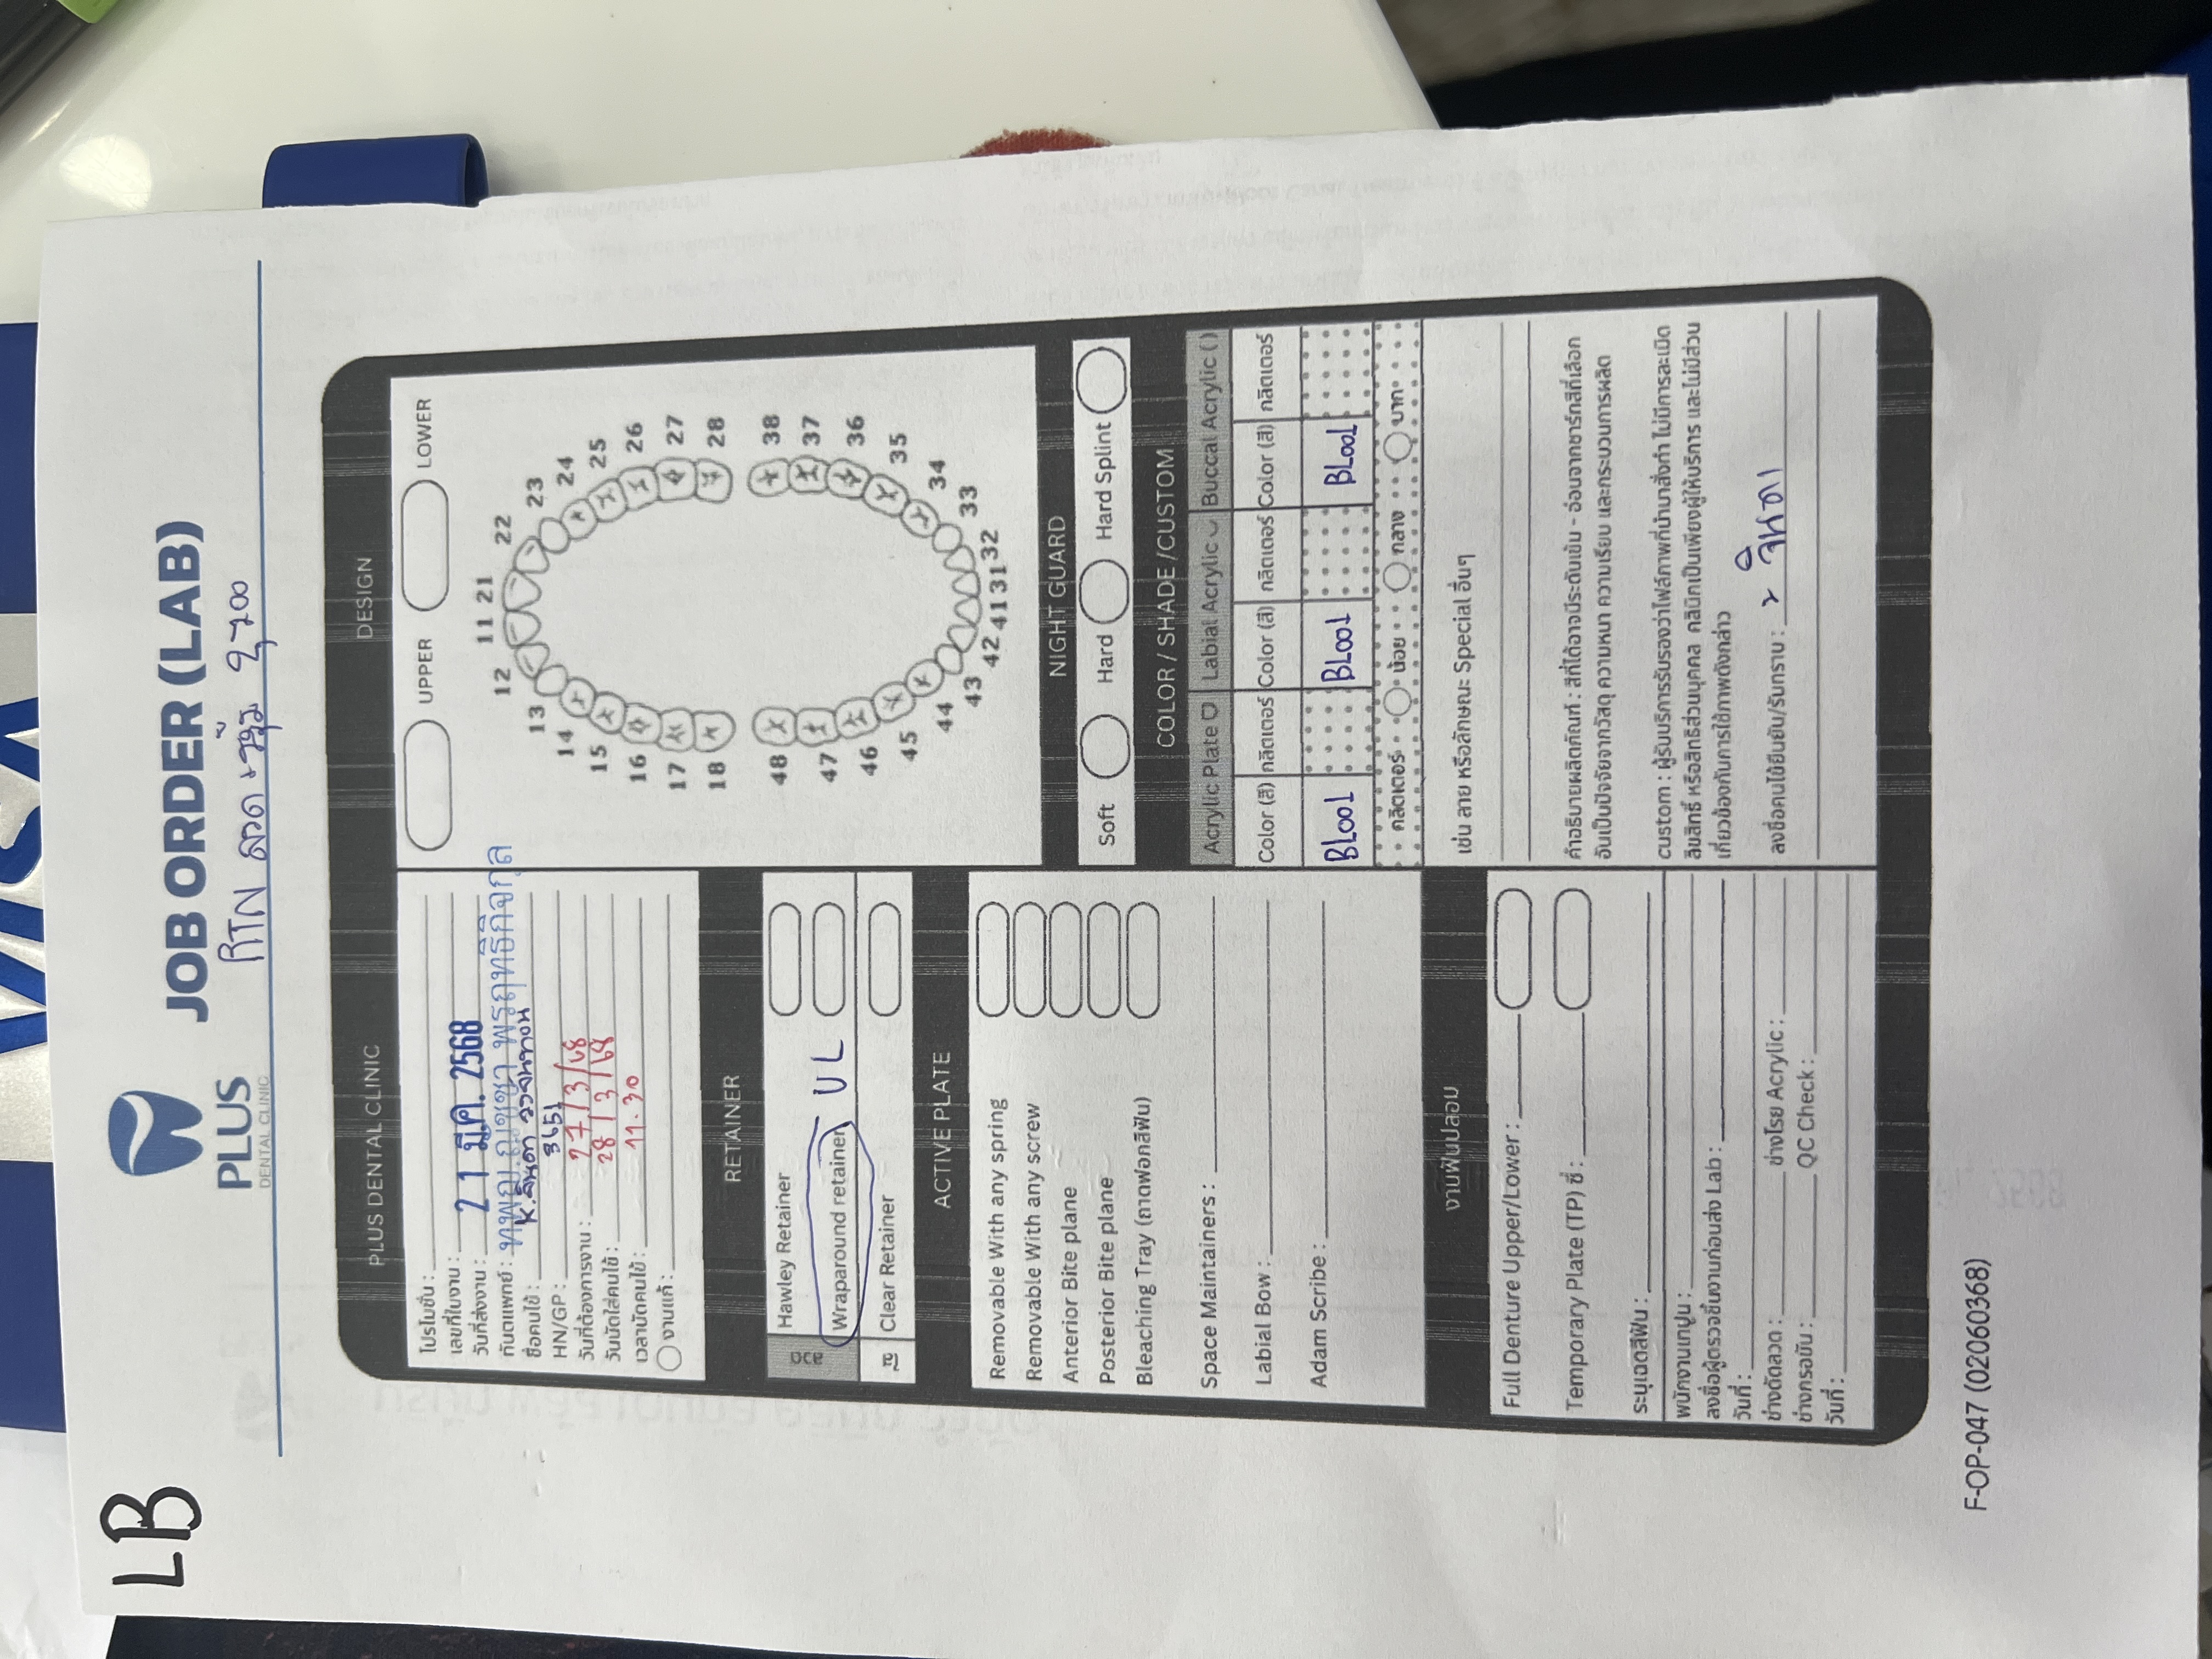 LB
PLUS
DENTAL CLINIC
JOB ORDER (LAB)
RTN ลวด
PLUS DENTAL CLINIC
โปรโมชั่น :
เลขที่ใบงาน :
วันที่ส่งงาน : 21 มี.ค. 2568
ทันตแพทย์ : ทพญ.ณชชา พรฤทธิกิจกุล
ชื่อคนไข้ : K.จินดา
HN/GP : 3651
วันที่ต้องการงาน : 27/3/68
วันนัดใส่คนไข้ : 28/3/68
เวลานัดคนไข้ : 11.30
งานแก้ :
RETAINER
ลวด
Hawley Retainer
Wraparound retainer UL
ใส
Clear Retainer
ACTIVE PLATE
Removable With any spring
Removable With any screw
Anterior Bite plane
Posterior Bite plane
Bleaching Tray (ถาดฟอกสีฟัน)
Space Maintainers :
Labial Bow :
Adam Scribe :
งานฟันปลอม
Full Denture Upper/Lower :
Temporary Plate (TP) ซี่ :
ระบุเฉดสีฟัน :
พนักงานเทปูน :
ลงชื่อผู้ตรวจชิ้นงานก่อนส่ง Lab :
วันที่ :
ช่างดัดลวด : ช่างโรย Acrylic :
ช่างกรอขัด : QC Check :
วันที่ :
DESIGN
UPPER LOWER
11 21
12 22
13 23
14 24
15 25
16 26
17 27
18 28
48 38
47 37
46 36
45 35
44 34
43 33
42 41 31 32
NIGHT GUARD
Soft Hard Hard Splint
COLOR / SHADE /CUSTOM
Acrylic Plate Labial Acrylic Buccal Acrylic ()
Color (สี) กลิตเตอร์ Color (สี) กลิตเตอร์ Color (สี) กลิตเตอร์
BL001 BL001 BL001
กลิตเตอร์ น้อย กลาง มาก
เช่น ลาย หรือลักษณะ Special อื่นๆ
คำอธิบายผลิตภัณฑ์ : สีที่ได้อาจมีระดับเข้ม - อ่อนจากชาร์ทสีที่เลือก
อันเป็นปัจจัยจากวัสดุ ความหนา ความเรียบ และกระบวนการผลิต
custom : ผู้รับบริการรับรองว่าไฟล์ภาพที่นำมาสั่งทำ ไม่มีการละเมิด
ลิขสิทธิ์ หรือสิทธิส่วนบุคคล คลินิกเป็นเพียงผู้ให้บริการ และไม่มีส่วน
เกี่ยวข้องกับการใช้ภาพดังกล่าว
ลงชื่อคนไข้ยืนยัน/รับทราบ : จินดา
F-OP-047 (02060368)